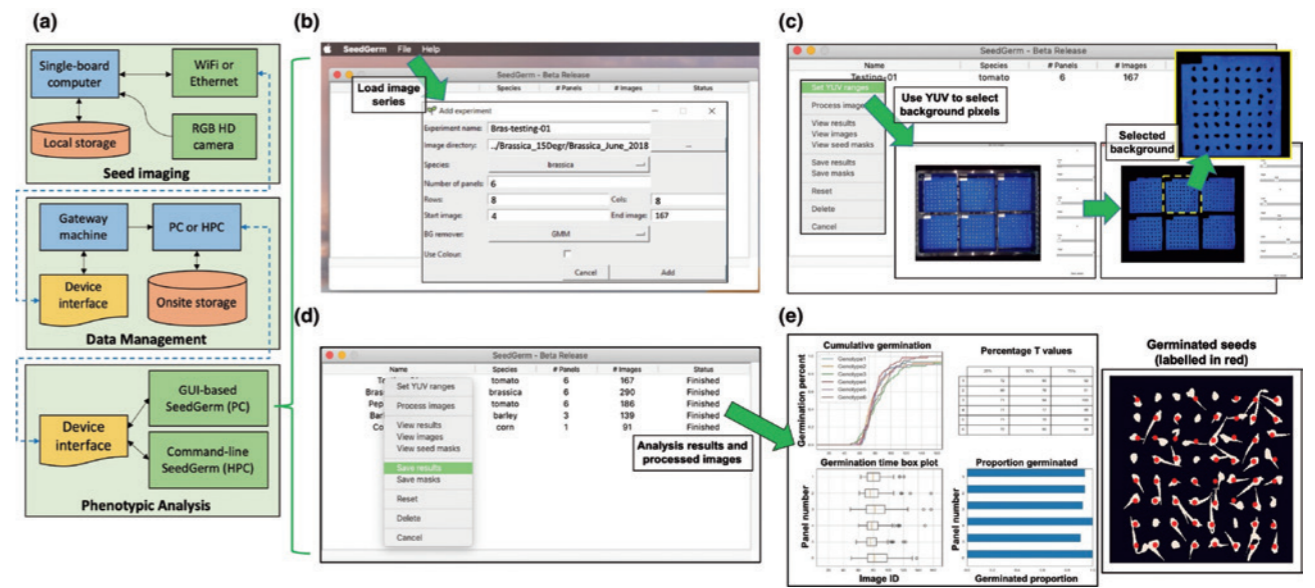 (a)
Single-board
computer
WiFi or
Ethernet
Local storage
RGB HD
camera
Seed imaging
Gateway
machine
PC or HPC
Device
interface
Onsite storage
Data Management
Device
interface
GUI-based
SeedGerm (PC)
Command-line
SeedGerm (HPC)
Phenotypic Analysis
(b)
SeedGerm File Help
SeedGerm - Beta Release
Species # Panels # Images Status
Load image
series
Add experiment
Experiment name: Bras-testing-01
Image directory: ../Brassica_15Degr/Brassica_June_2018 ...
Species: brassica
Number of panels: 6
Rows: 8 Cols: 8
Start image: 4 End image: 167
BG remover: GMM
Use Colour:
Cancel Add
(c)
SeedGerm - Beta Release
Name Species # Panels # Images
Testing-01 tomato 6 167
Set YUV ranges
Process images
View results
View images
View seed masks
Save results
Save masks
Reset
Delete
Cancel
Use YUV to select
background pixels
Selected
background
(d)
SeedGerm - Beta Release
Name Species # Panels # Images Status
tomato 6 167 Finished
brassica 6 290 Finished
tomato 6 186 Finished
barley 3 139 Finished
corn 1 91 Finished
Set YUV ranges
Process images
View results
View images
View seed masks
Save results
Save masks
Reset
Delete
Cancel
Analysis results and
processed images
(e)
Cumulative germination
Germination percent
Genotype1
Genotype2
Genotype3
Genotype4
Genotype5
Genotype6
Percentage T values
Germination time box plot
Panel number
Image ID
Proportion germinated
Panel number
Germinated proportion
Germinated seeds
(labelled in red)